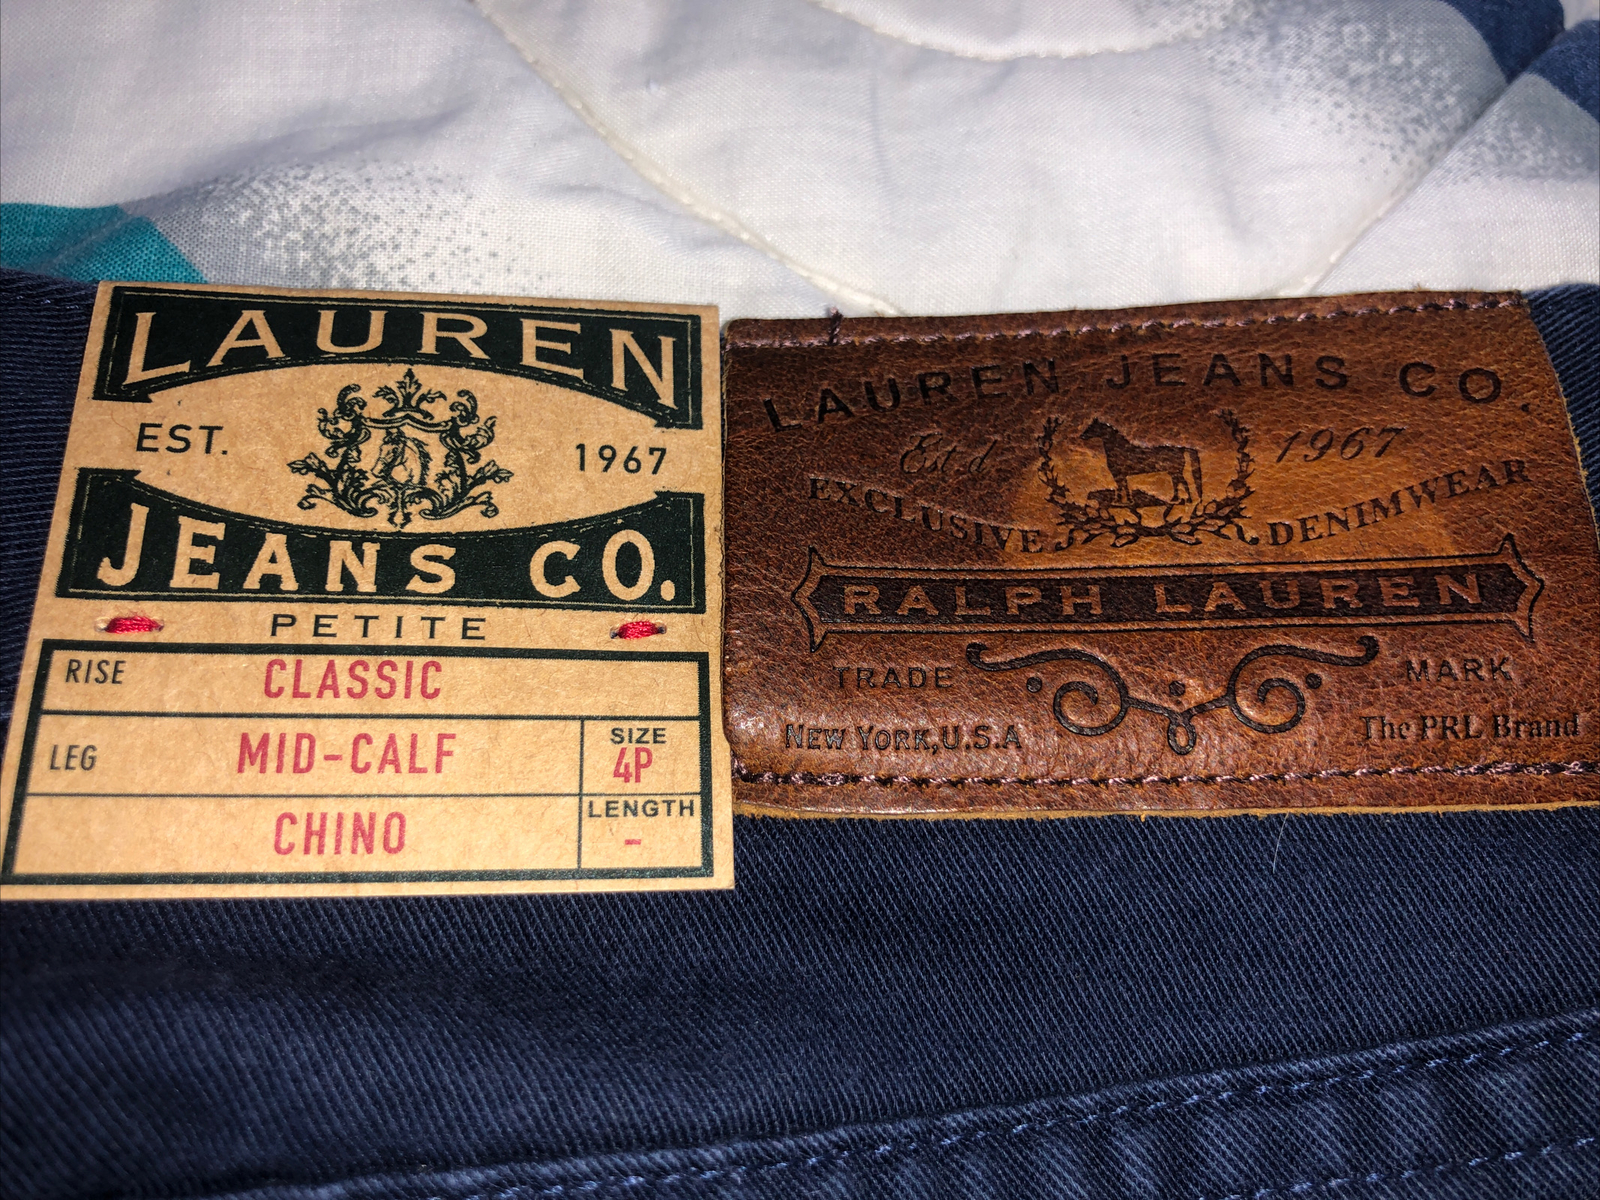 LAUREN
EST. 1967
JEANS CO.
PETITE
RISE CLASSIC
LEG MID-CALF
SIZE
4P
CHINO
LENGTH
-
LAUREN JEANS CO.
Est.d 1967
EXCLUSIVE DENIMWEAR
RALPH LAUREN
TRADE MARK
NEW YORK, U.S.A
The PRL Brand